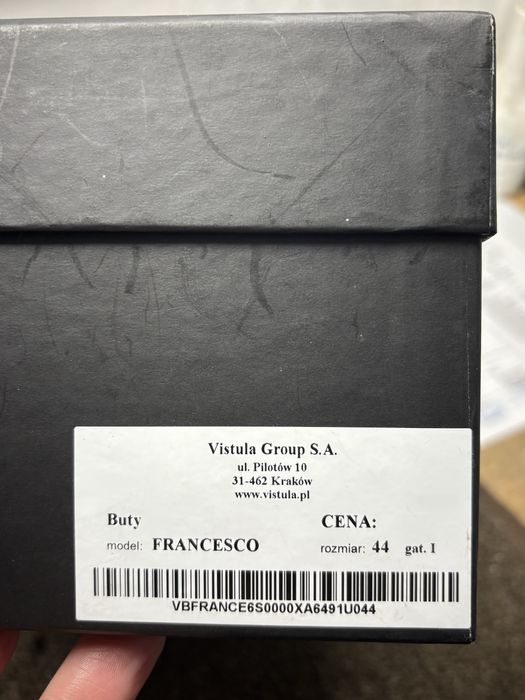 Vistula Group S.A.
ul. Pilotów 10
31-462 Kraków
www.vistula.pl
Buty CENA:
model: FRANCESCO rozmiar: 44 gat. I
VBFRANCE6S0000XA6491U044